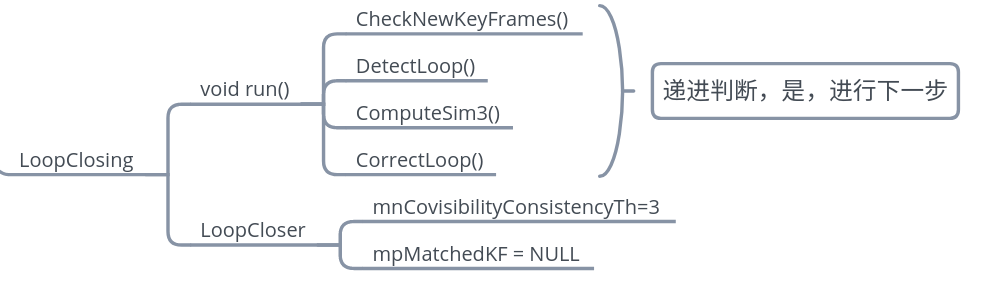 CheckNewKeyFrames()
DetectLoop()
void run()
递进判断，是，进行下一步
ComputeSim3()
LoopClosing
CorrectLoop()
mnCovisibilityConsistencyTh=3
LoopCloser
mpMatchedKF = NULL